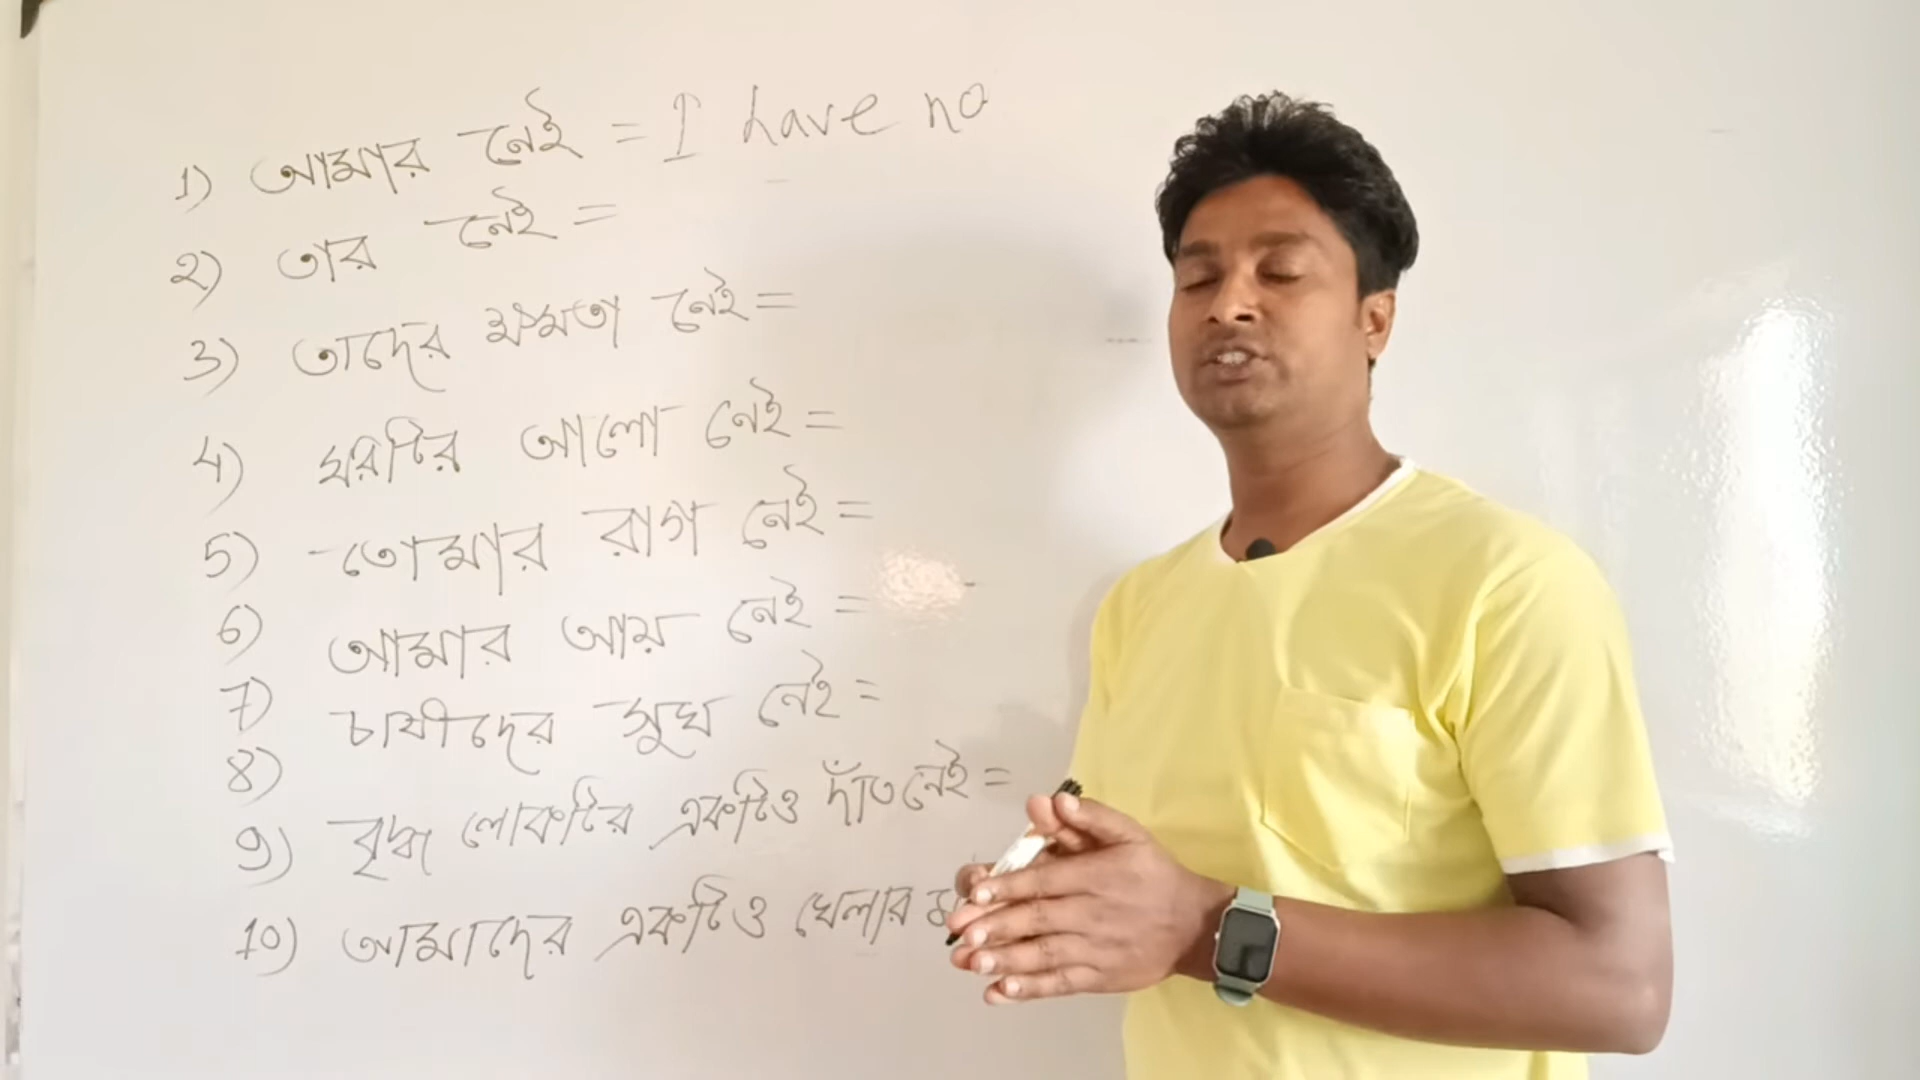 1) আমার নেই = I have no
2) তার নেই =
3) তাদের ক্ষমতা নেই =
4) ঘরটির আলো নেই =
5) তোমার রাগ নেই =
6) আমার আয় নেই =
7) চাষীদের সুখ নেই =
8)
9) বৃদ্ধ লোকটির একটিও দাঁত নেই =
10) আমাদের একটিও খেলার